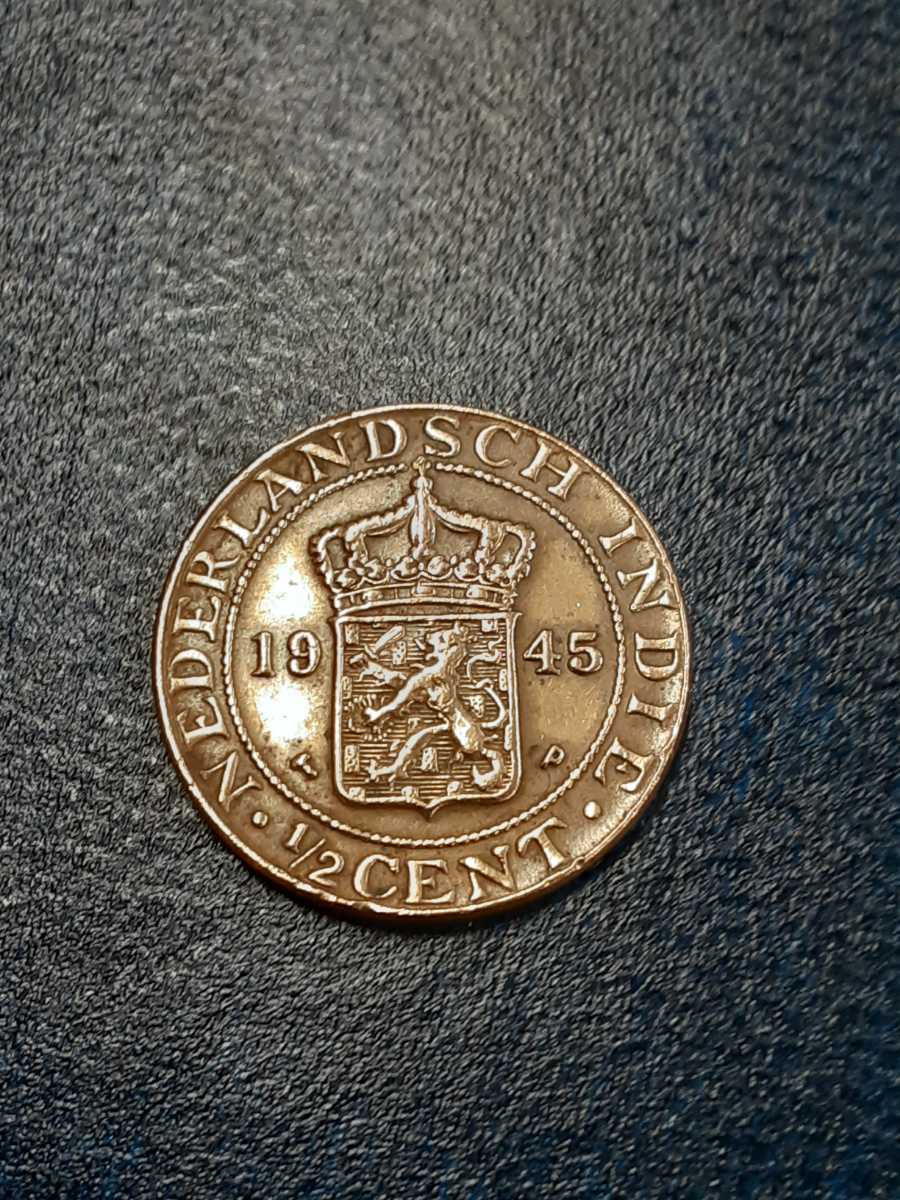 NEDERLANDSCH INDIE
19 45
P
· 1/2 CENT ·